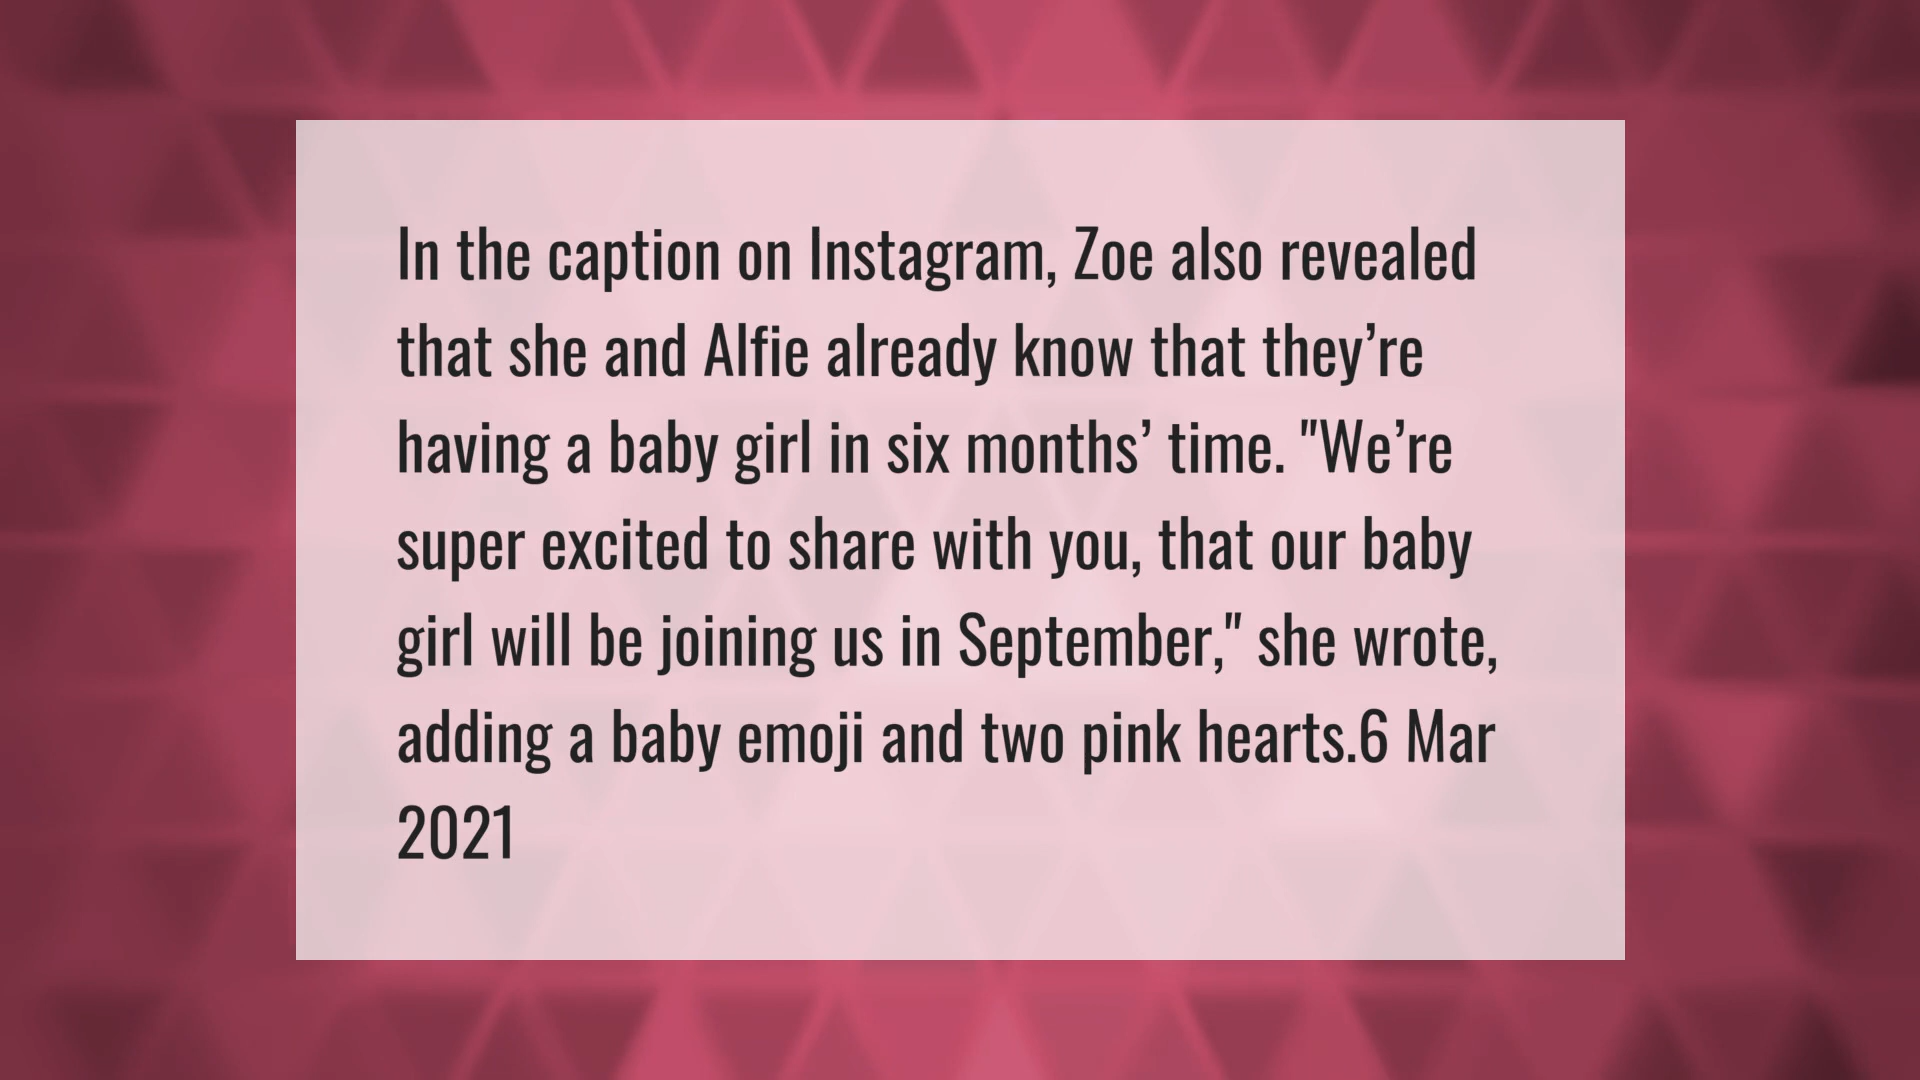 In the caption on Instagram, Zoe also revealed
that she and Alfie already know that they’re
having a baby girl in six months’ time. "We’re
super excited to share with you, that our baby
girl will be joining us in September," she wrote,
adding a baby emoji and two pink hearts.6 Mar
2021